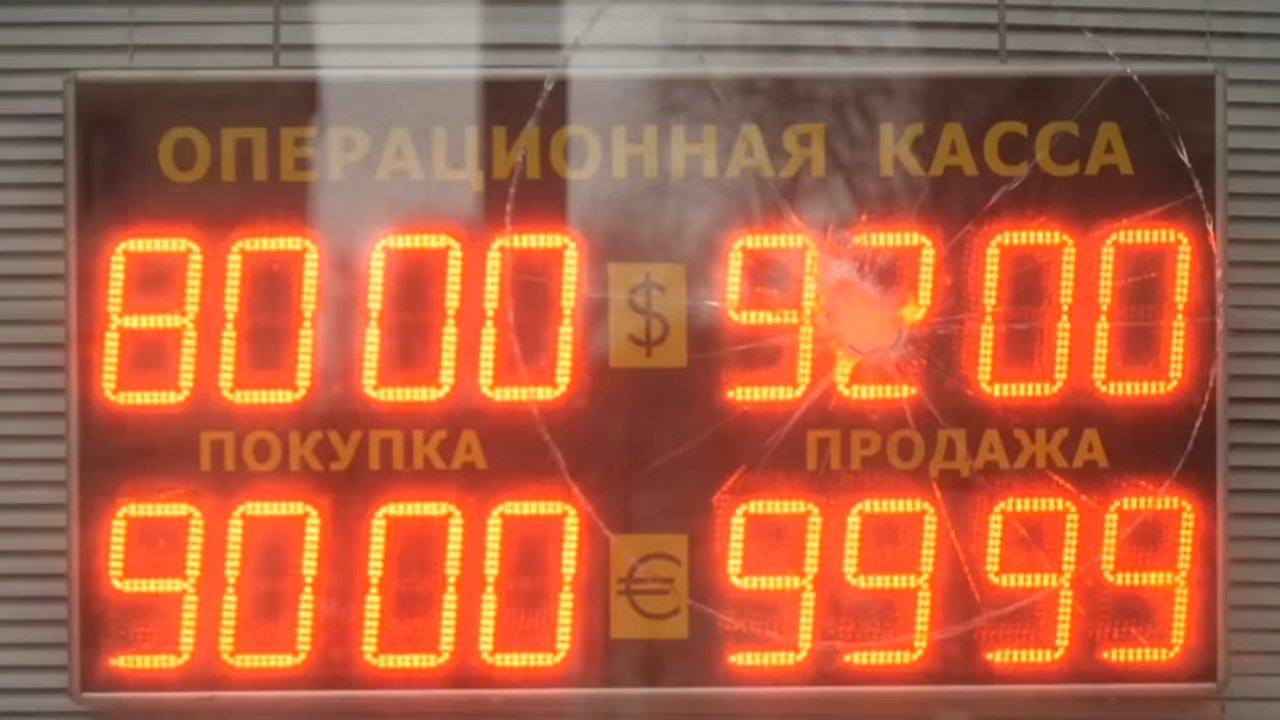 ОПЕРАЦИОННАЯ КАССА
80 00 $ 92 00
ПОКУПКА ПРОДАЖА
90 00 € 99 99